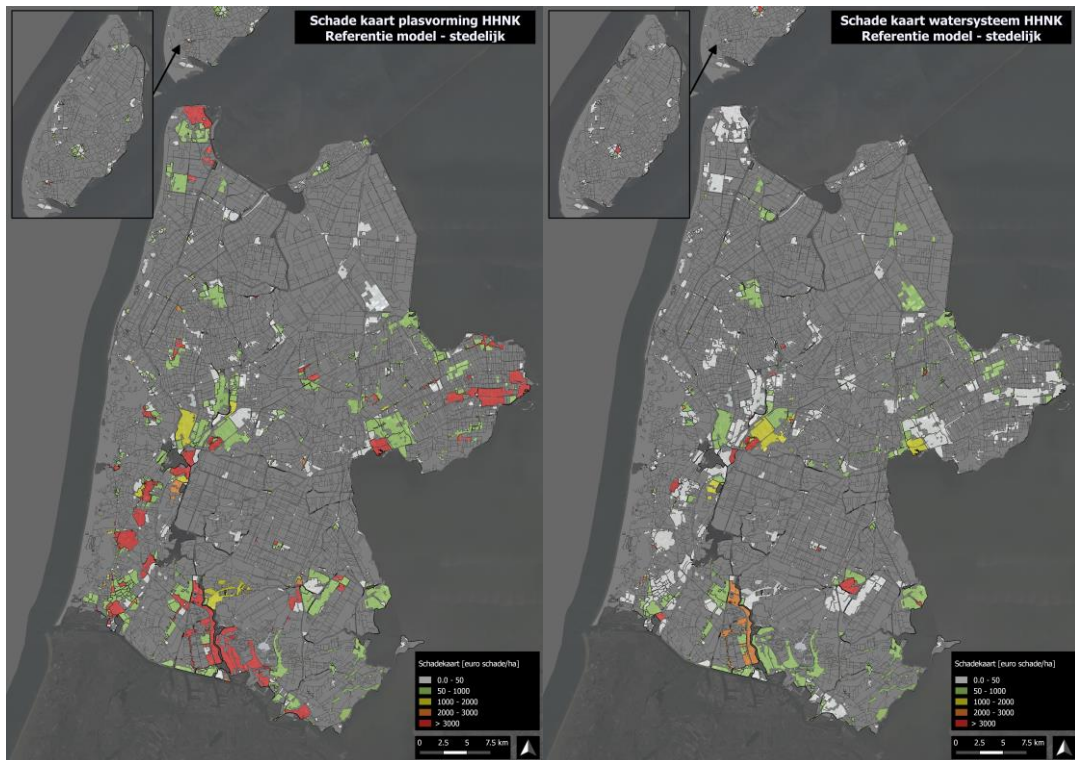 Schade kaart plasvorming HHNK
Referentie model - stedelijk
Schadekaart [euro schade/ha]
0.0 - 50
50 - 1000
1000 - 2000
2000 - 3000
> 3000
0 2.5 5 7.5 km
Schade kaart watersysteem HHNK
Referentie model - stedelijk
Schadekaart [euro schade/ha]
0.0 - 50
50 - 1000
1000 - 2000
2000 - 3000
> 3000
0 2.5 5 7.5 km